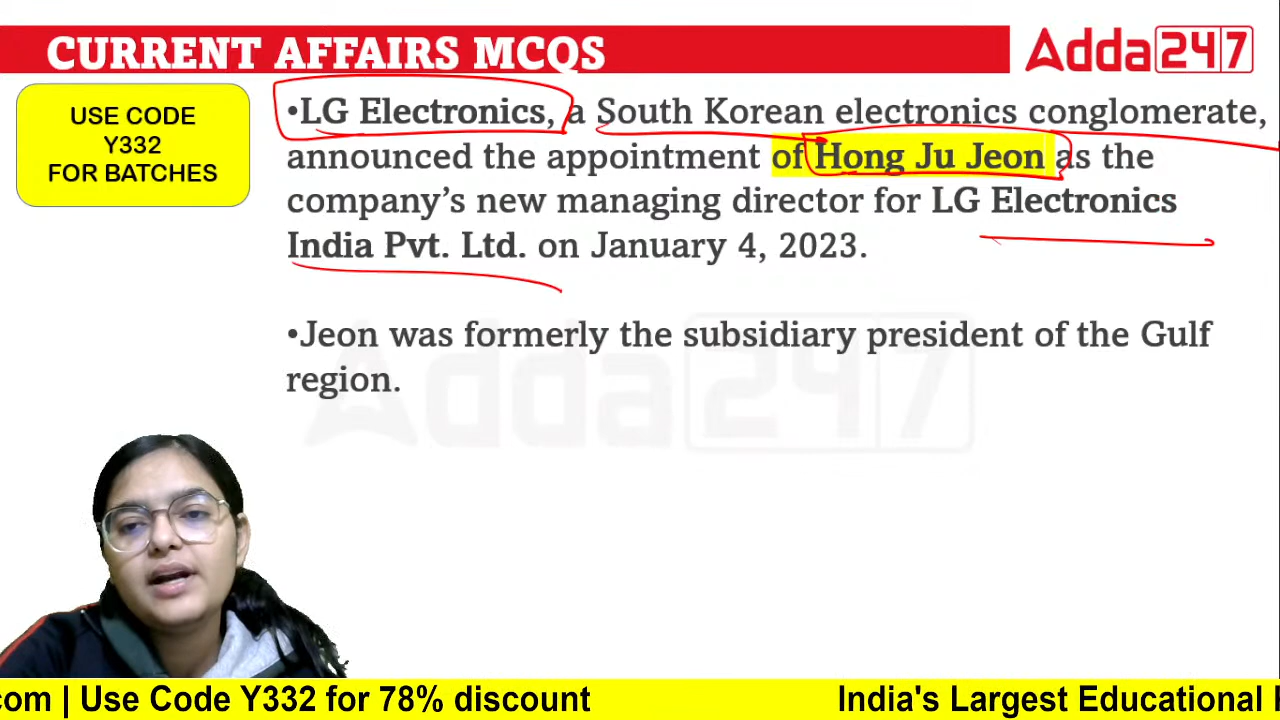 CURRENT AFFAIRS MCQS
Adda247
USE CODE
Y332
FOR BATCHES
•LG Electronics, a South Korean electronics conglomerate,
announced the appointment of Hong Ju Jeon as the
company’s new managing director for LG Electronics
India Pvt. Ltd. on January 4, 2023.
•Jeon was formerly the subsidiary president of the Gulf
region.
Adda247
com | Use Code Y332 for 78% discount
India's Largest Educational